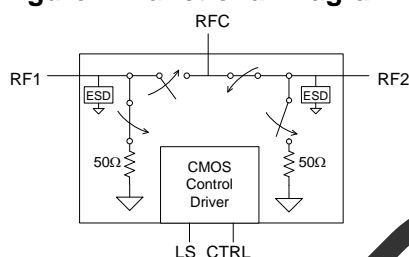 RFC
RF1
RF2
ESD
ESD
50Ω
50Ω
CMOS
Control
Driver
LS CTRL